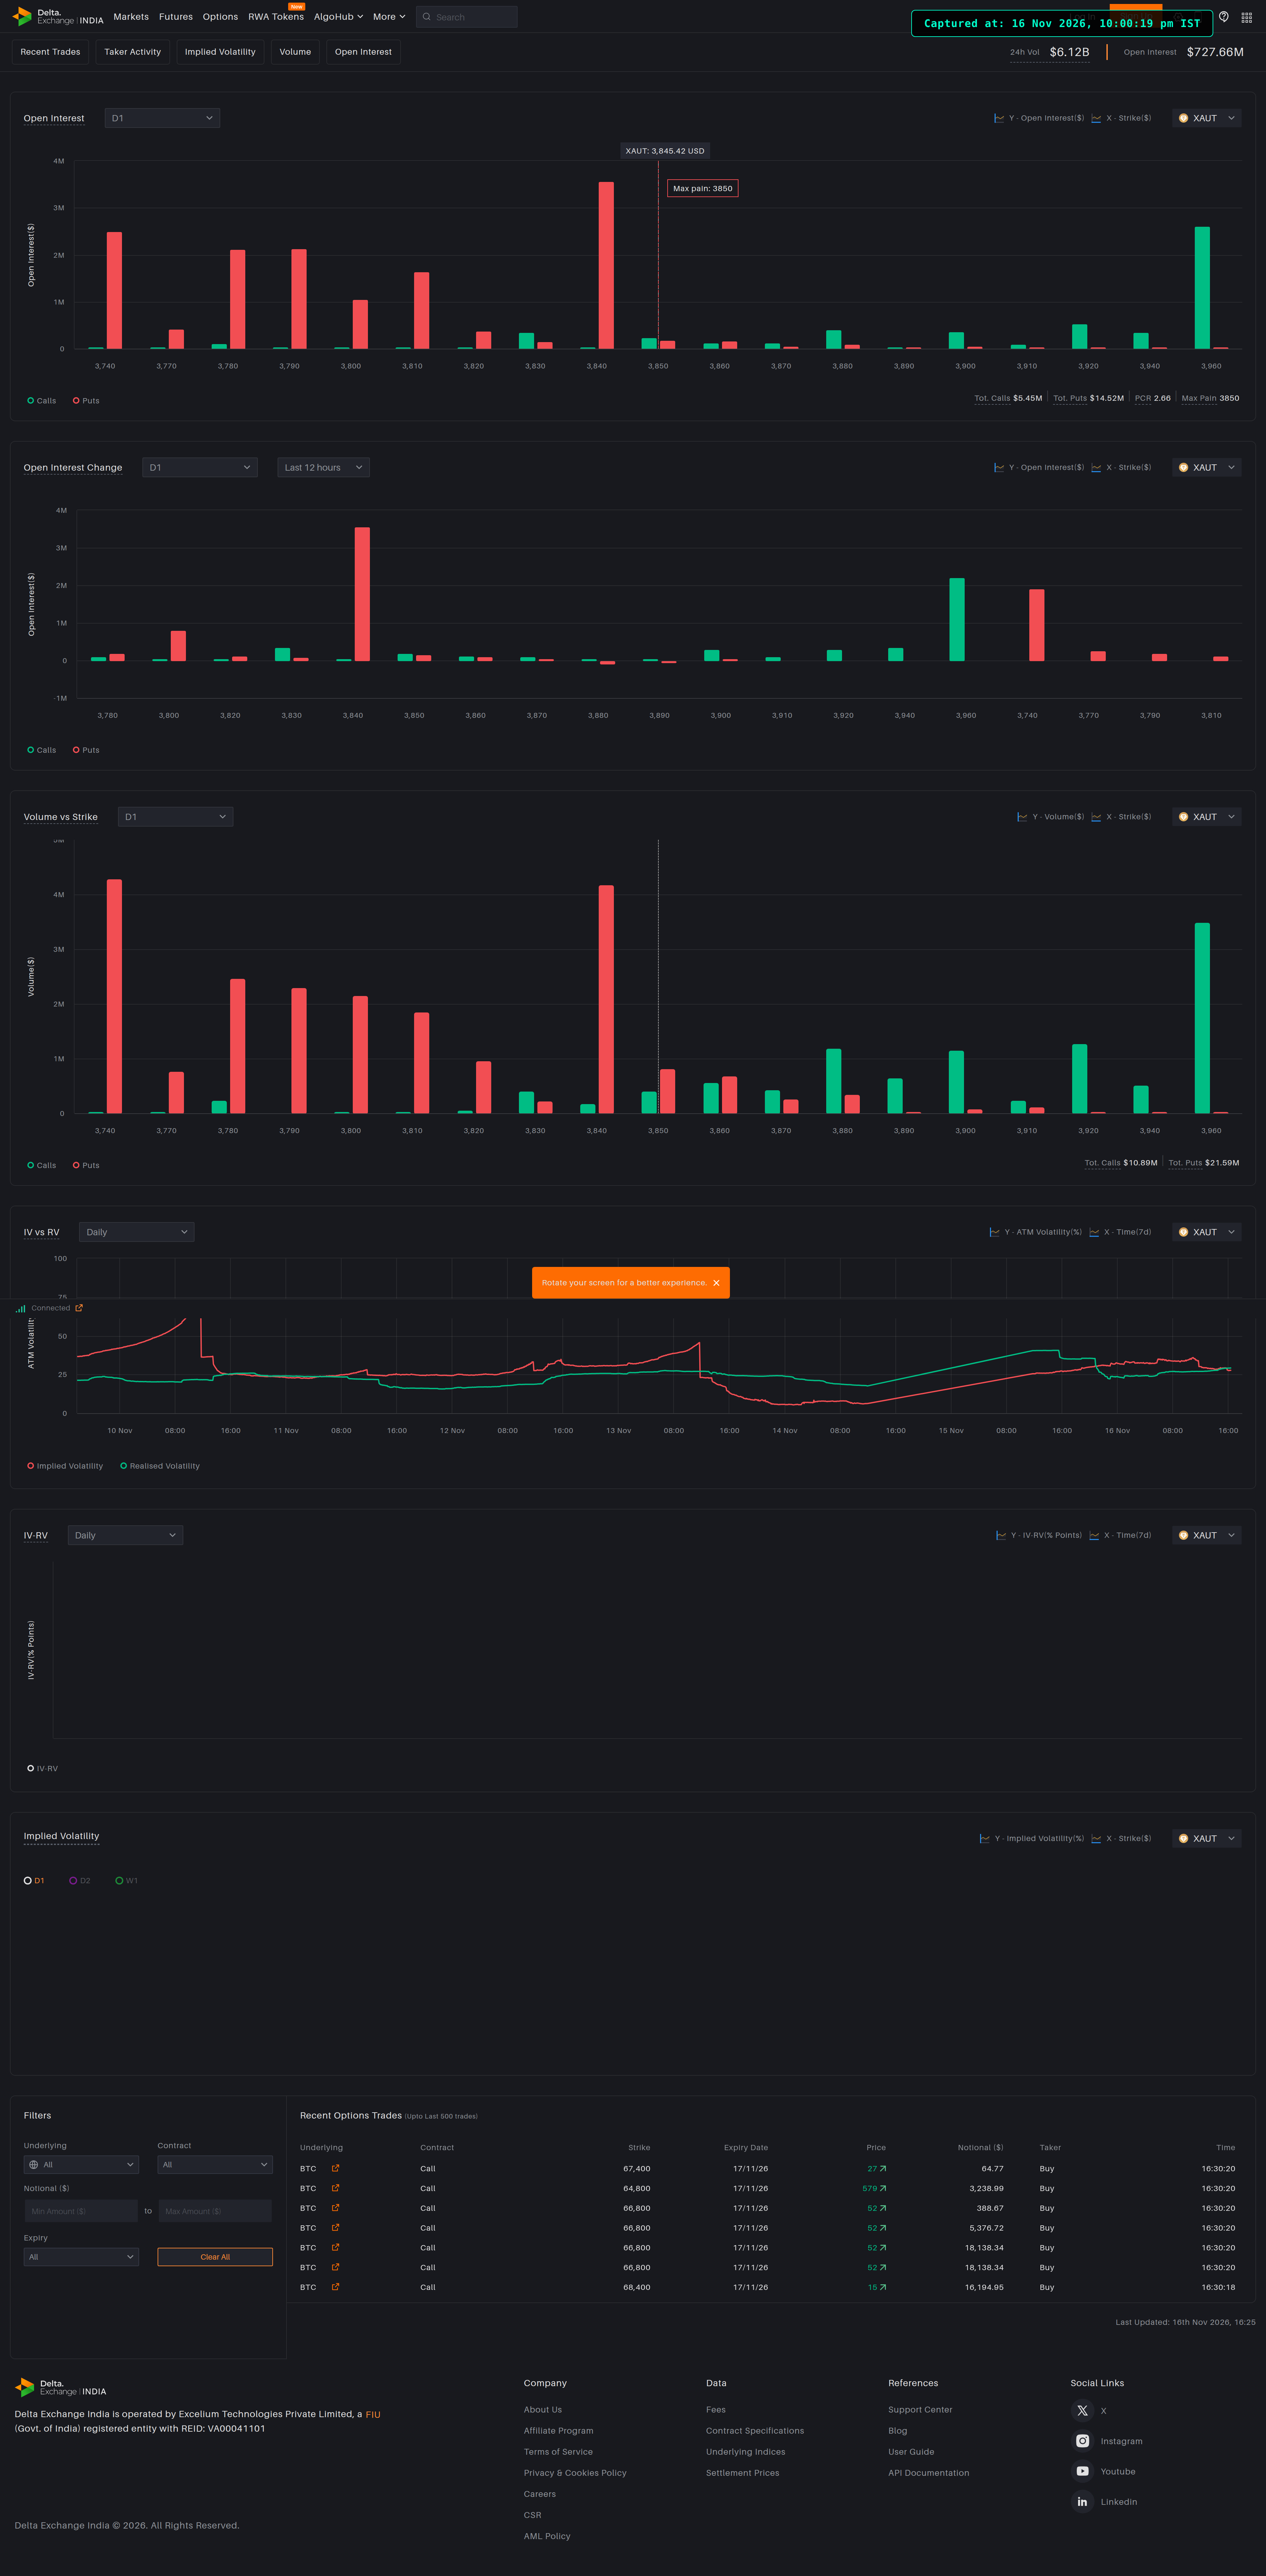 Delta.
Exchange | INDIA
Markets Futures Options RWA Tokens New AlgoHub More Search
Captured at: 16 Nov 2026, 10:00:19 pm IST
Recent Trades Taker Activity Implied Volatility Volume Open Interest
24h Vol $6.12B Open Interest $727.66M
Open Interest D1 Y - Open Interest($) X - Strike($) XAUT
XAUT: 3,845.42 USD
Max pain: 3850
Open Interest($)
4M
3M
2M
1M
0
3,740 3,770 3,780 3,790 3,800 3,810 3,820 3,830 3,840 3,850 3,860 3,870 3,880 3,890 3,900 3,910 3,920 3,940 3,960
Calls Puts
Tot. Calls $5.45M Tot. Puts $14.52M PCR 2.66 Max Pain 3850
Open Interest Change D1 Last 12 hours Y - Open Interest($) X - Strike($) XAUT
Open Interest($)
4M
3M
2M
1M
0
-1M
3,780 3,800 3,820 3,830 3,840 3,850 3,860 3,870 3,880 3,890 3,900 3,910 3,920 3,940 3,960 3,740 3,770 3,790 3,810
Calls Puts
Volume vs Strike D1 Y - Volume($) X - Strike($) XAUT
Volume($)
5M
4M
3M
2M
1M
0
3,740 3,770 3,780 3,790 3,800 3,810 3,820 3,830 3,840 3,850 3,860 3,870 3,880 3,890 3,900 3,910 3,920 3,940 3,960
Calls Puts
Tot. Calls $10.89M Tot. Puts $21.59M
IV vs RV Daily Y - ATM Volatility(%) X - Time(7d) XAUT
100
75
Rotate your screen for a better experience.
Connected
ATM Volatilit
50
25
0
10 Nov 08:00 16:00 11 Nov 08:00 16:00 12 Nov 08:00 16:00 13 Nov 08:00 16:00 14 Nov 08:00 16:00 15 Nov 08:00 16:00 16 Nov 08:00 16:00
Implied Volatility Realised Volatility
IV-RV Daily Y - IV-RV(% Points) X - Time(7d) XAUT
IV-RV(% Points)
IV-RV
Implied Volatility Y - Implied Volatility(%) X - Strike($) XAUT
D1 D2 W1
Filters
Underlying Contract
All All
Notional ($)
Min Amount ($) to Max Amount ($)
Expiry
All Clear All
Recent Options Trades (Upto Last 500 trades)
Underlying Contract Strike Expiry Date Price Notional ($) Taker Time
BTC Call 67,400 17/11/26 27 64.77 Buy 16:30:20
BTC Call 64,800 17/11/26 579 3,238.99 Buy 16:30:20
BTC Call 66,800 17/11/26 52 388.67 Buy 16:30:20
BTC Call 66,800 17/11/26 52 5,376.72 Buy 16:30:20
BTC Call 66,800 17/11/26 52 18,138.34 Buy 16:30:20
BTC Call 66,800 17/11/26 52 18,138.34 Buy 16:30:20
BTC Call 68,400 17/11/26 15 16,194.95 Buy 16:30:18
Last Updated: 16th Nov 2026, 16:25
Delta.
Exchange | INDIA
Delta Exchange India is operated by Excelium Technologies Private Limited, a FIU
(Govt. of India) registered entity with REID: VA00041101
Delta Exchange India © 2026. All Rights Reserved.
Company
About Us
Affiliate Program
Terms of Service
Privacy & Cookies Policy
Careers
CSR
AML Policy
Data
Fees
Contract Specifications
Underlying Indices
Settlement Prices
References
Support Center
Blog
User Guide
API Documentation
Social Links
X
Instagram
Youtube
Linkedin